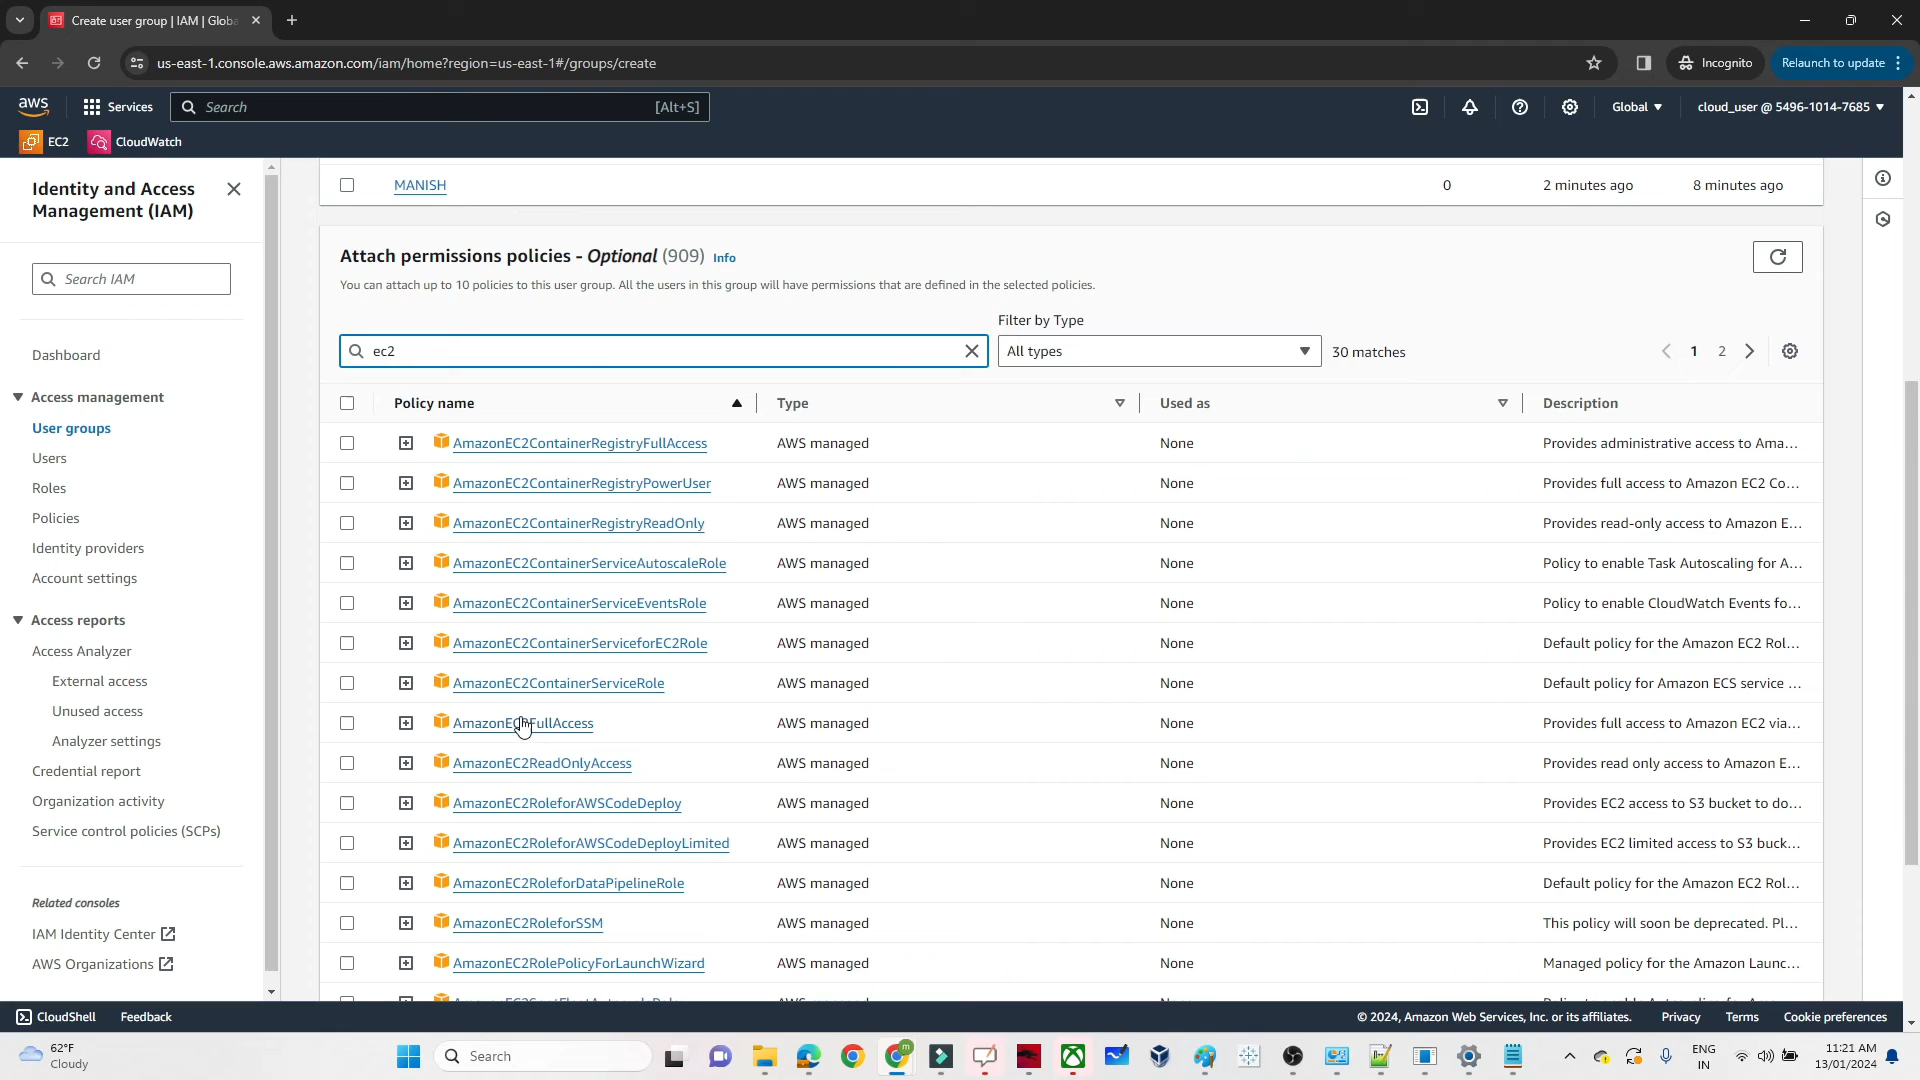 Create user group | IAM | Globa
us-east-1.console.aws.amazon.com/iam/home?region=us-east-1#/groups/create
Incognito
Relaunch to update
aws
Services
Search
[Alt+S]
Global
cloud_user @ 5496-1014-7685
EC2
CloudWatch
Identity and Access
Management (IAM)
Search IAM
Dashboard
Access management
User groups
Users
Roles
Policies
Identity providers
Account settings
Access reports
Access Analyzer
External access
Unused access
Analyzer settings
Credential report
Organization activity
Service control policies (SCPs)
Related consoles
IAM Identity Center
AWS Organizations
MANISH 0 2 minutes ago 8 minutes ago
Attach permissions policies - Optional (909) Info
You can attach up to 10 policies to this user group. All the users in this group will have permissions that are defined in the selected policies.
Filter by Type
ec2
All types
30 matches
1 2
Policy name Type Used as Description
AmazonEC2ContainerRegistryFullAccess AWS managed None Provides administrative access to Ama...
AmazonEC2ContainerRegistryPowerUser AWS managed None Provides full access to Amazon EC2 Co...
AmazonEC2ContainerRegistryReadOnly AWS managed None Provides read-only access to Amazon E...
AmazonEC2ContainerServiceAutoscaleRole AWS managed None Policy to enable Task Autoscaling for A...
AmazonEC2ContainerServiceEventsRole AWS managed None Policy to enable CloudWatch Events fo...
AmazonEC2ContainerServiceforEC2Role AWS managed None Default policy for the Amazon EC2 Rol...
AmazonEC2ContainerServiceRole AWS managed None Default policy for Amazon ECS service ...
AmazonEC2FullAccess AWS managed None Provides full access to Amazon EC2 via...
AmazonEC2ReadOnlyAccess AWS managed None Provides read only access to Amazon E...
AmazonEC2RoleforAWSCodeDeploy AWS managed None Provides EC2 access to S3 bucket to do...
AmazonEC2RoleforAWSCodeDeployLimited AWS managed None Provides EC2 limited access to S3 buck...
AmazonEC2RoleforDataPipelineRole AWS managed None Default policy for the Amazon EC2 Rol...
AmazonEC2RoleforSSM AWS managed None This policy will soon be deprecated. Pl...
AmazonEC2RolePolicyForLaunchWizard AWS managed None Managed policy for the Amazon Launc...
CloudShell
Feedback
© 2024, Amazon Web Services, Inc. or its affiliates.
Privacy
Terms
Cookie preferences
62°F
Cloudy
Search
ENG
IN
11:21 AM
13/01/2024